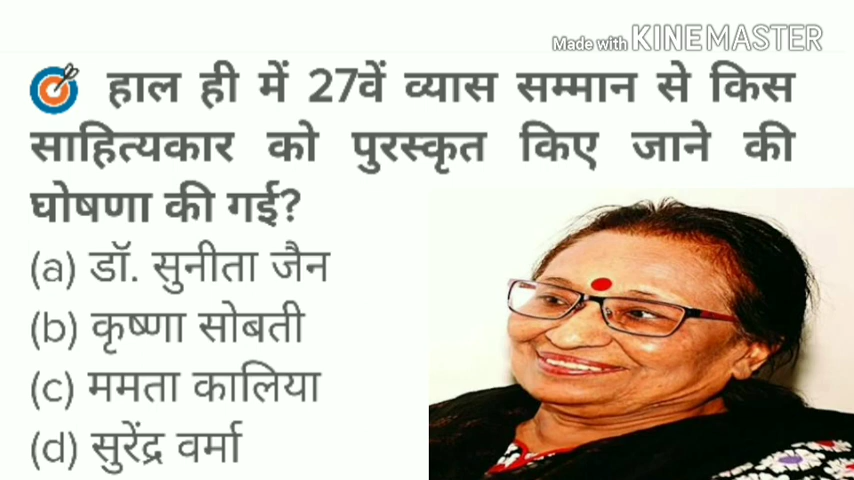 Made with KINEMASTER
हाल ही में 27वें व्यास सम्मान से किस
साहित्यकार को पुरस्कृत किए जाने की
घोषणा की गई?
(a) डॉ. सुनीता जैन
(b) कृष्णा सोबती
(c) ममता कालिया
(d) सुरेंद्र वर्मा